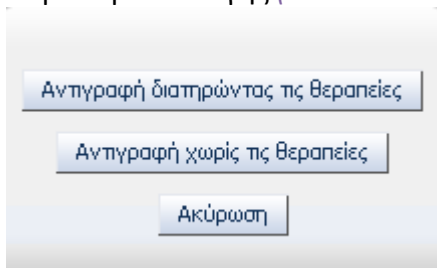 Αντιγραφή διατηρώντας τις θεραπείες
Αντιγραφή χωρίς τις θεραπείες
Ακύρωση